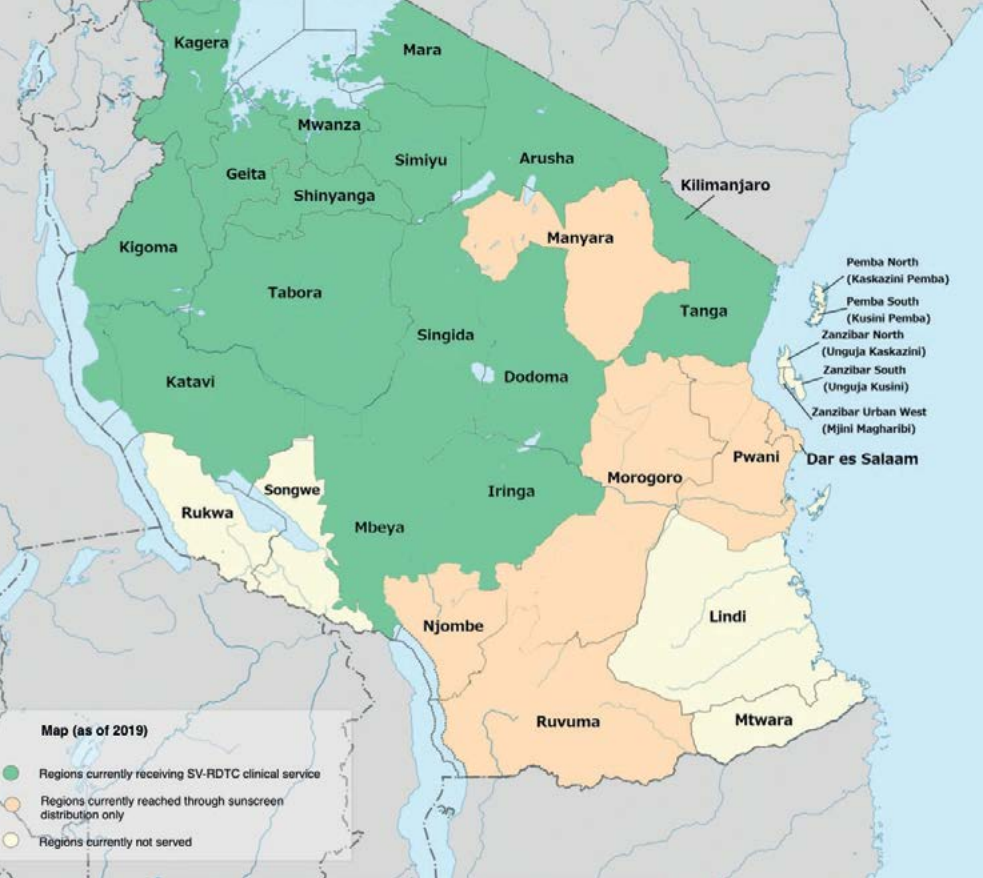 Kagera
Mara
Mwanza
Simiyu
Arusha
Geita
Shinyanga
Kilimanjaro
Kigoma
Manyara
Tabora
Singida
Tanga
Katavi
Dodoma
Pemba North
(Kaskazini Pemba)
Pemba South
(Kusini Pemba)
Zanzibar North
(Unguja Kaskazini)
Zanzibar South
(Unguja Kusini)
Zanzibar Urban West
(Mjini Magharibi)
Dar es Salaam
Pwani
Morogoro
Songwe
Iringa
Rukwa
Mbeya
Njombe
Lindi
Ruvuma
Mtwara
Map (as of 2019)
Regions currently receiving SV-RDTC clinical service
Regions currently reached through sunscreen
distribution only
Regions currently not served